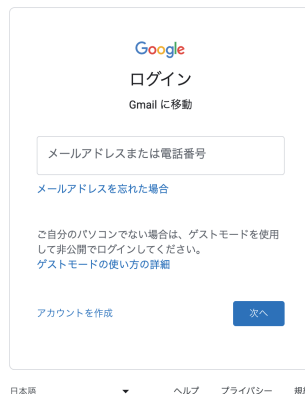 Google
ログイン
Gmail に移動
メールアドレスまたは電話番号
メールアドレスを忘れた場合
ご自分のパソコンでない場合は、ゲストモードを使用
して非公開でログインしてください。
ゲストモードの使い方の詳細
アカウントを作成 次へ
日本語 ヘルプ プライバシー 規